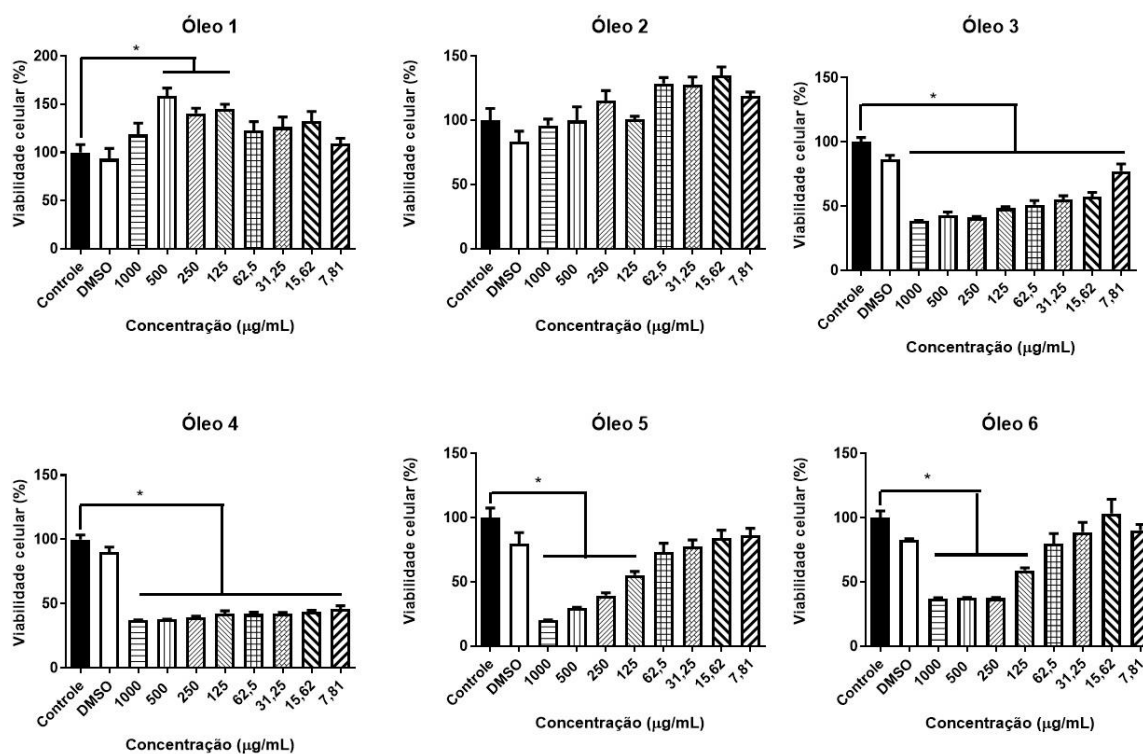 Óleo 1
*
Viabilidade celular (%)
200
150
100
50
0
Controle
DMSO
1000
500
250
125
62,5
31,25
15,62
7,81
Concentração (μg/mL)
Óleo 2
Viabilidade celular (%)
150
100
50
0
Controle
DMSO
1000
500
250
125
62,5
31,25
15,62
7,81
Concentração (μg/mL)
Óleo 3
*
Viabilidade celular (%)
150
100
50
0
Controle
DMSO
1000
500
250
125
62,5
31,25
15,62
7,81
Concentração (μg/mL)
Óleo 4
*
Viabilidade celular (%)
150
100
50
0
Controle
DMSO
1000
500
250
125
62,5
31,25
15,62
7,81
Concentração (μg/mL)
Óleo 5
*
Viabilidade celular (%)
150
100
50
0
Controle
DMSO
1000
500
250
125
62,5
31,25
15,62
7,81
Concentração (μg/mL)
Óleo 6
*
Viabilidade celular (%)
150
100
50
0
Controle
DMSO
1000
500
250
125
62,5
31,25
15,62
7,81
Concentração (μg/mL)